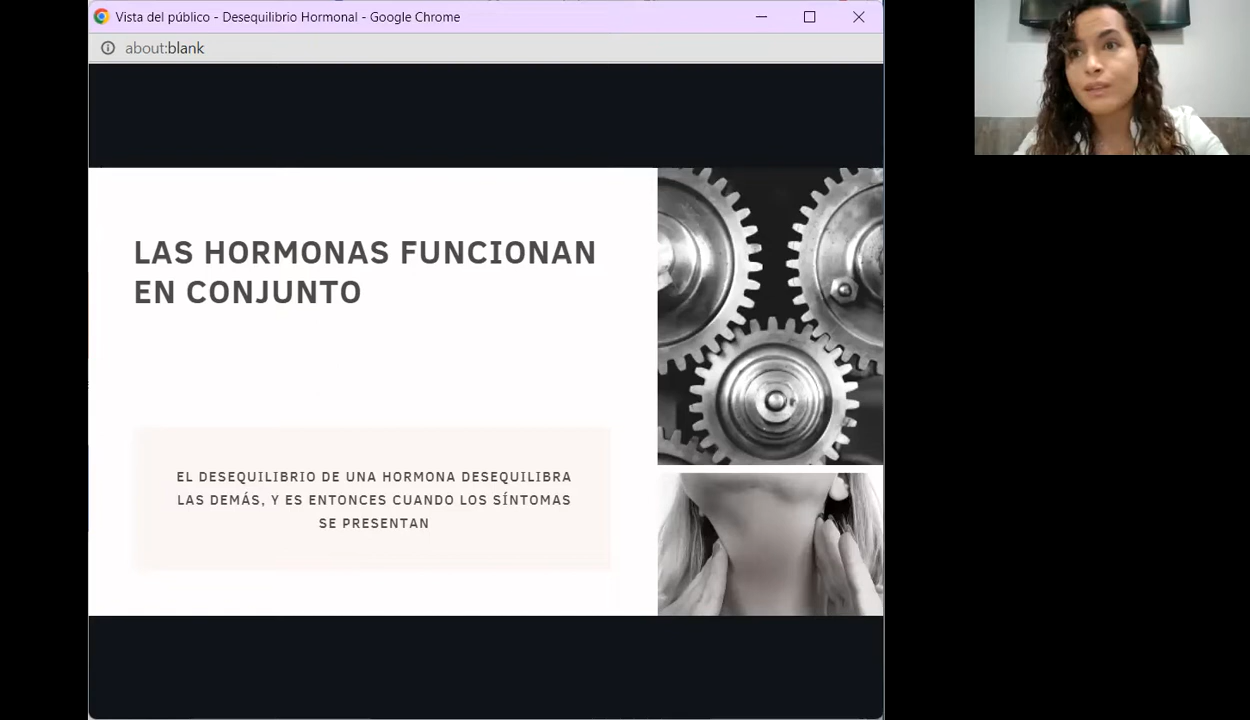 Vista del público - Desequilibrio Hormonal - Google Chrome
about:blank
LAS HORMONAS FUNCIONAN
EN CONJUNTO
EL DESEQUILIBRIO DE UNA HORMONA DESEQUILIBRA
LAS DEMÁS, Y ES ENTONCES CUANDO LOS SÍNTOMAS
SE PRESENTAN